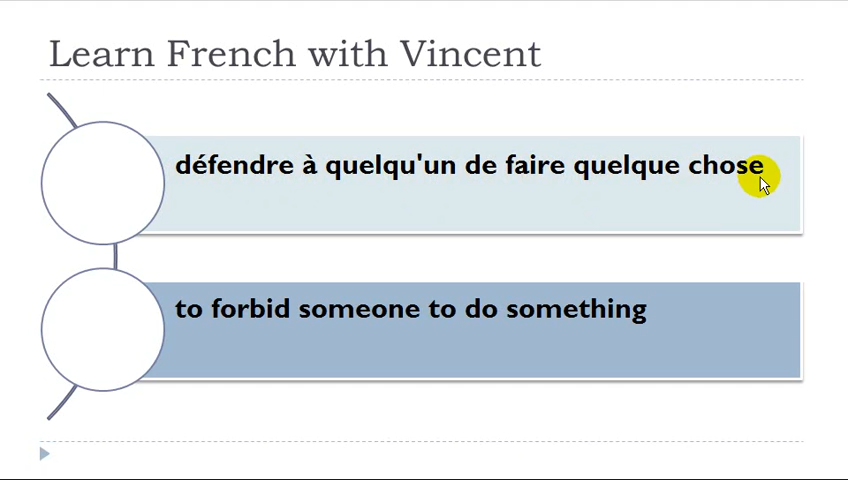 Learn French with Vincent
défendre à quelqu'un de faire quelque chose
to forbid someone to do something